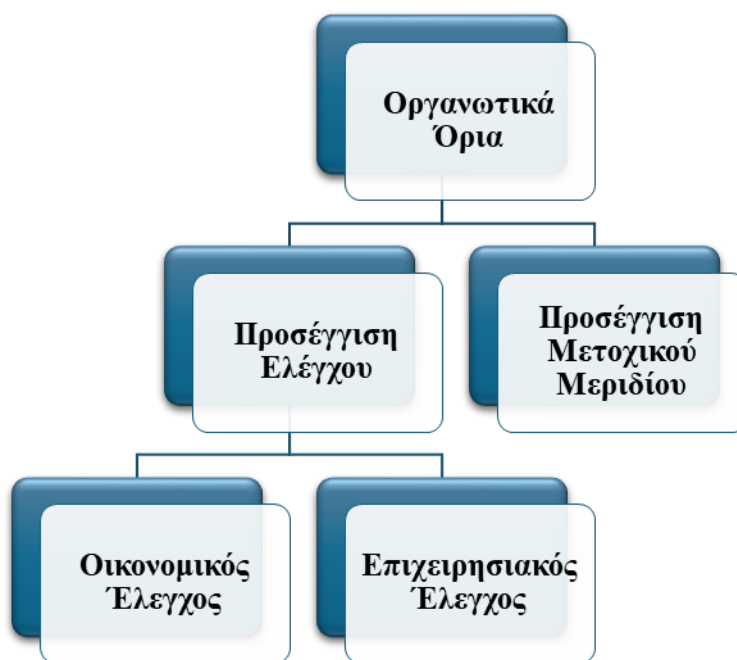 Οργανωτικά
Όρια
Προσέγγιση
Ελέγχου
Προσέγγιση
Μετοχικού
Μεριδίου
Οικονομικός
Έλεγχος
Επιχειρησιακός
Έλεγχος